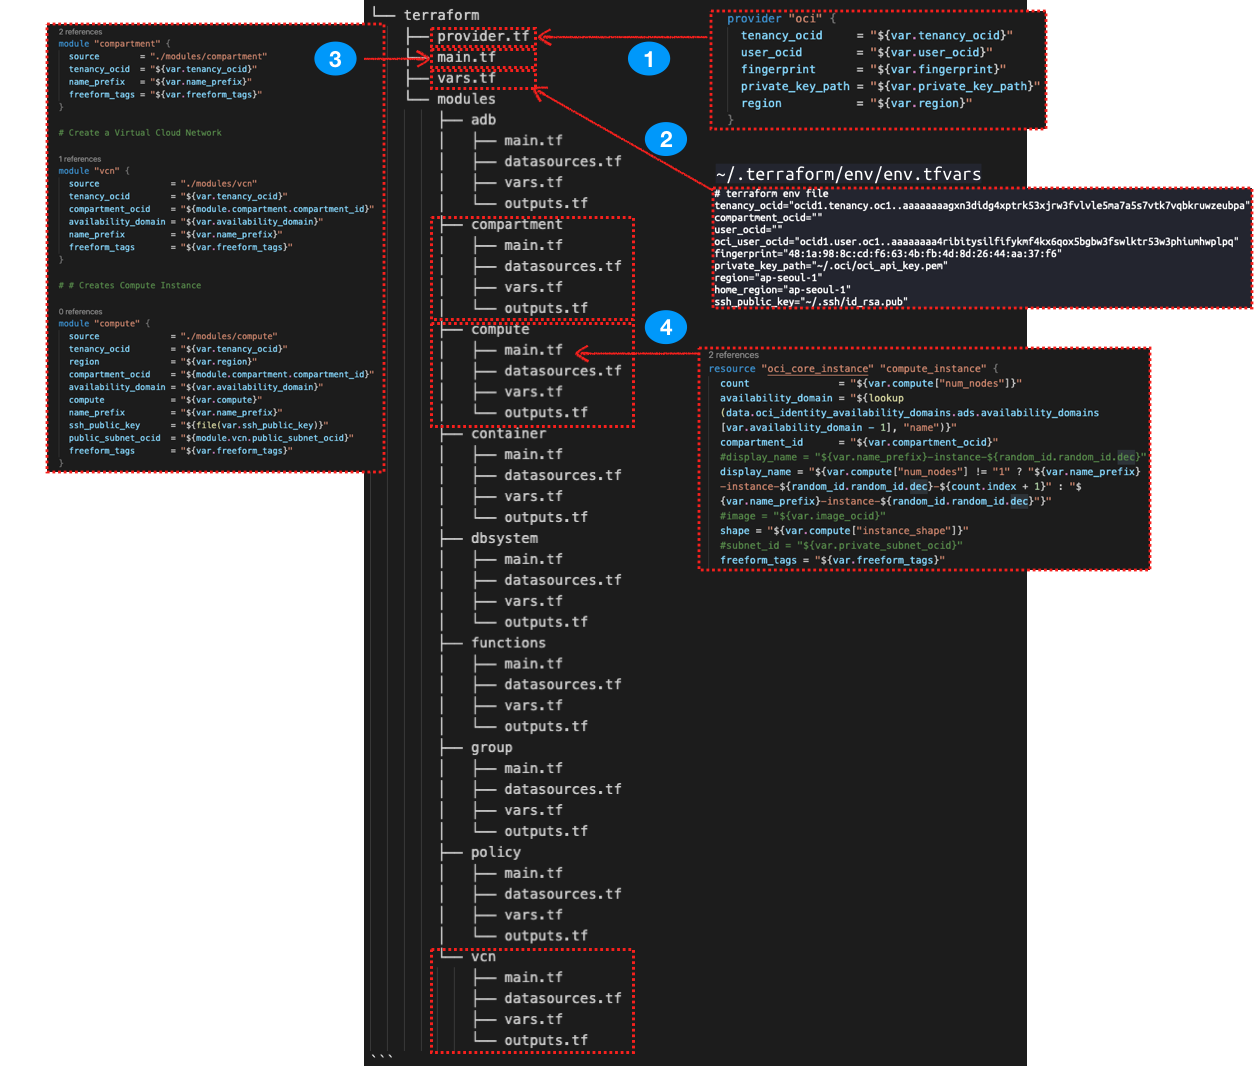 └── terraform
├── provider.tf
├── main.tf
├── vars.tf
└── modules
├── adb
│ ├── main.tf
│ ├── datasources.tf
│ ├── vars.tf
│ └── outputs.tf
├── compartment
│ ├── main.tf
│ ├── datasources.tf
│ ├── vars.tf
│ └── outputs.tf
├── compute
│ ├── main.tf
│ ├── datasources.tf
│ ├── vars.tf
│ └── outputs.tf
├── container
│ ├── main.tf
│ ├── datasources.tf
│ ├── vars.tf
│ └── outputs.tf
├── dbsystem
│ ├── main.tf
│ ├── datasources.tf
│ ├── vars.tf
│ └── outputs.tf
├── functions
│ ├── main.tf
│ ├── datasources.tf
│ ├── vars.tf
│ └── outputs.tf
├── group
│ ├── main.tf
│ ├── datasources.tf
│ ├── vars.tf
│ └── outputs.tf
├── policy
│ ├── main.tf
│ ├── datasources.tf
│ ├── vars.tf
│ └── outputs.tf
└── vcn
├── main.tf
├── datasources.tf
├── vars.tf
└── outputs.tf
```
1
provider "oci" {
tenancy_ocid = "${var.tenancy_ocid}"
user_ocid = "${var.user_ocid}"
fingerprint = "${var.fingerprint}"
private_key_path = "${var.private_key_path}"
region = "${var.region}"
}
2
~/.terraform/env/env.tfvars
# terraform env file
tenancy_ocid="ocid1.tenancy.oc1..aaaaaaaagxn3didg4xptrk53xjrw3fvlvle5ma7a5s7vtk7vqbkruwzeubpa"
compartment_ocid=""
user_ocid=""
oci_user_ocid="ocid1.user.oc1..aaaaaaaa4ribitysilfifykmf4kx6qox5bgbw3fswlktr53w3phiumhwplpq"
fingerprint="48:1a:98:8c:cd:f6:63:4b:fb:4d:8d:26:44:aa:37:f6"
private_key_path="~/.oci/oci_api_key.pem"
region="ap-seoul-1"
home_region="ap-seoul-1"
ssh_public_key="~/.ssh/id_rsa.pub"
3
2 references
module "compartment" {
source = "./modules/compartment"
tenancy_ocid = "${var.tenancy_ocid}"
name_prefix = "${var.name_prefix}"
freeform_tags = "${var.freeform_tags}"
}
# Create a Virtual Cloud Network
1 references
module "vcn" {
source = "./modules/vcn"
tenancy_ocid = "${var.tenancy_ocid}"
compartment_ocid = "${module.compartment.compartment_id}"
availability_domain = "${var.availability_domain}"
name_prefix = "${var.name_prefix}"
freeform_tags = "${var.freeform_tags}"
}
# # Creates Compute Instance
0 references
module "compute" {
source = "./modules/compute"
tenancy_ocid = "${var.tenancy_ocid}"
region = "${var.region}"
compartment_ocid = "${module.compartment.compartment_id}"
availability_domain = "${var.availability_domain}"
compute = "${var.compute}"
name_prefix = "${var.name_prefix}"
ssh_public_key = "${file(var.ssh_public_key)}"
public_subnet_ocid = "${module.vcn.public_subnet_ocid}"
freeform_tags = "${var.freeform_tags}"
}
4
2 references
resource "oci_core_instance" "compute_instance" {
count = "${var.compute["num_nodes"]}"
availability_domain = "${lookup
(data.oci_identity_availability_domains.ads.availability_domains
[var.availability_domain - 1], "name")}"
compartment_id = "${var.compartment_ocid}"
#display_name = "${var.name_prefix}-instance-${random_id.random_id.dec}"
display_name = "${var.compute["num_nodes"] != "1" ? "${var.name_prefix}
-instance-${random_id.random_id.dec}-${count.index + 1}" : "$
{var.name_prefix}-instance-${random_id.random_id.dec}"}"
#image = "${var.image_ocid}"
shape = "${var.compute["instance_shape"]}"
#subnet_id = "${var.private_subnet_ocid}"
freeform_tags = "${var.freeform_tags}"